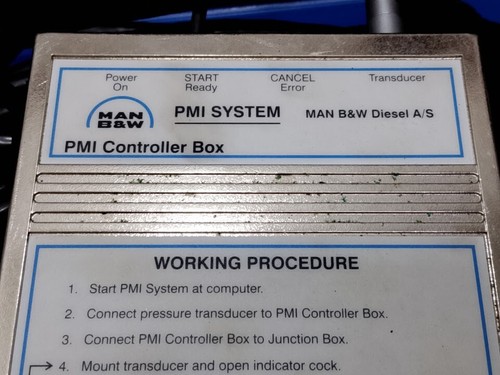 Power On START Ready CANCEL Error Transducer
MAN B&W PMI SYSTEM MAN B&W Diesel A/S
PMI Controller Box
WORKING PROCEDURE
1. Start PMI System at computer.
2. Connect pressure transducer to PMI Controller Box.
3. Connect PMI Controller Box to Junction Box.
4. Mount transducer and open indicator cock.